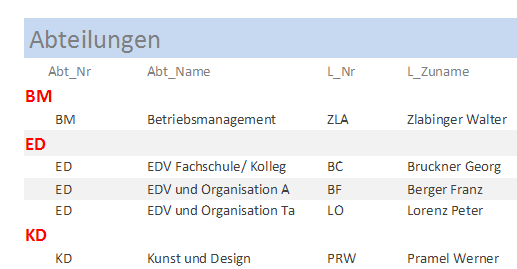 Abteilungen
Abt_Nr Abt_Name L_Nr L_Zuname
BM
BM Betriebsmanagement ZLA Zlabinger Walter
ED
ED EDV Fachschule/ Kolleg BC Bruckner Georg
ED EDV und Organisation A BF Berger Franz
ED EDV und Organisation Ta LO Lorenz Peter
KD
KD Kunst und Design PRW Pramel Werner